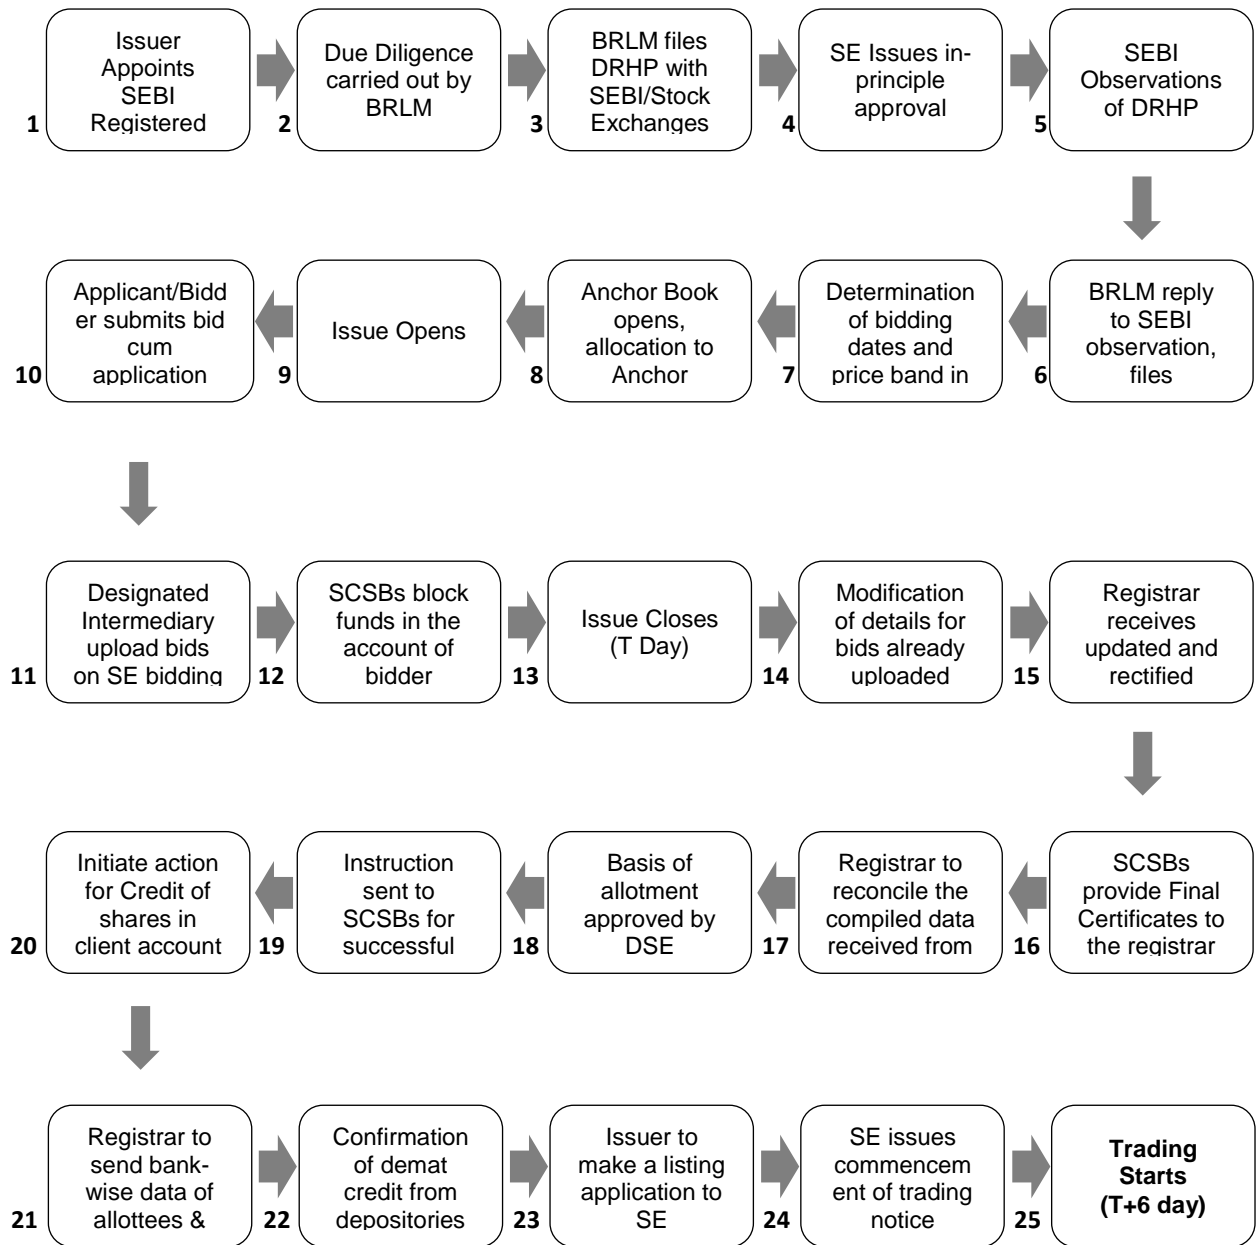 Issuer
Appoints
SEBI
Registered
1
Due Diligence
carried out by
BRLM
2
BRLM files
DRHP with
SEBI/Stock
Exchanges
3
SE Issues in-
principle
approval
4
SEBI
Observations
of DRHP
5
BRLM reply
to SEBI
observation,
files
6
Determination
of bidding
dates and
price band in
7
Anchor Book
opens,
allocation to
Anchor
8
Issue Opens
9
Applicant/Bidd
er submits bid
cum
application
10
Designated
Intermediary
upload bids
on SE bidding
11
SCSBs block
funds in the
account of
bidder
12
Issue Closes
(T Day)
13
Modification
of details for
bids already
uploaded
14
Registrar
receives
updated and
rectified
15
SCSBs
provide Final
Certificates to
the registrar
16
Registrar to
reconcile the
compiled data
received from
17
Basis of
allotment
approved by
DSE
18
Instruction
sent to
SCSBs for
successful
19
Initiate action
for Credit of
shares in
client account
20
Registrar to
send bank-
wise data of
allottees &
21
Confirmation
of demat
credit from
depositories
22
Issuer to
make a listing
application to
SE
23
SE issues
commencem
ent of trading
notice
24
Trading
Starts
(T+6 day)
25